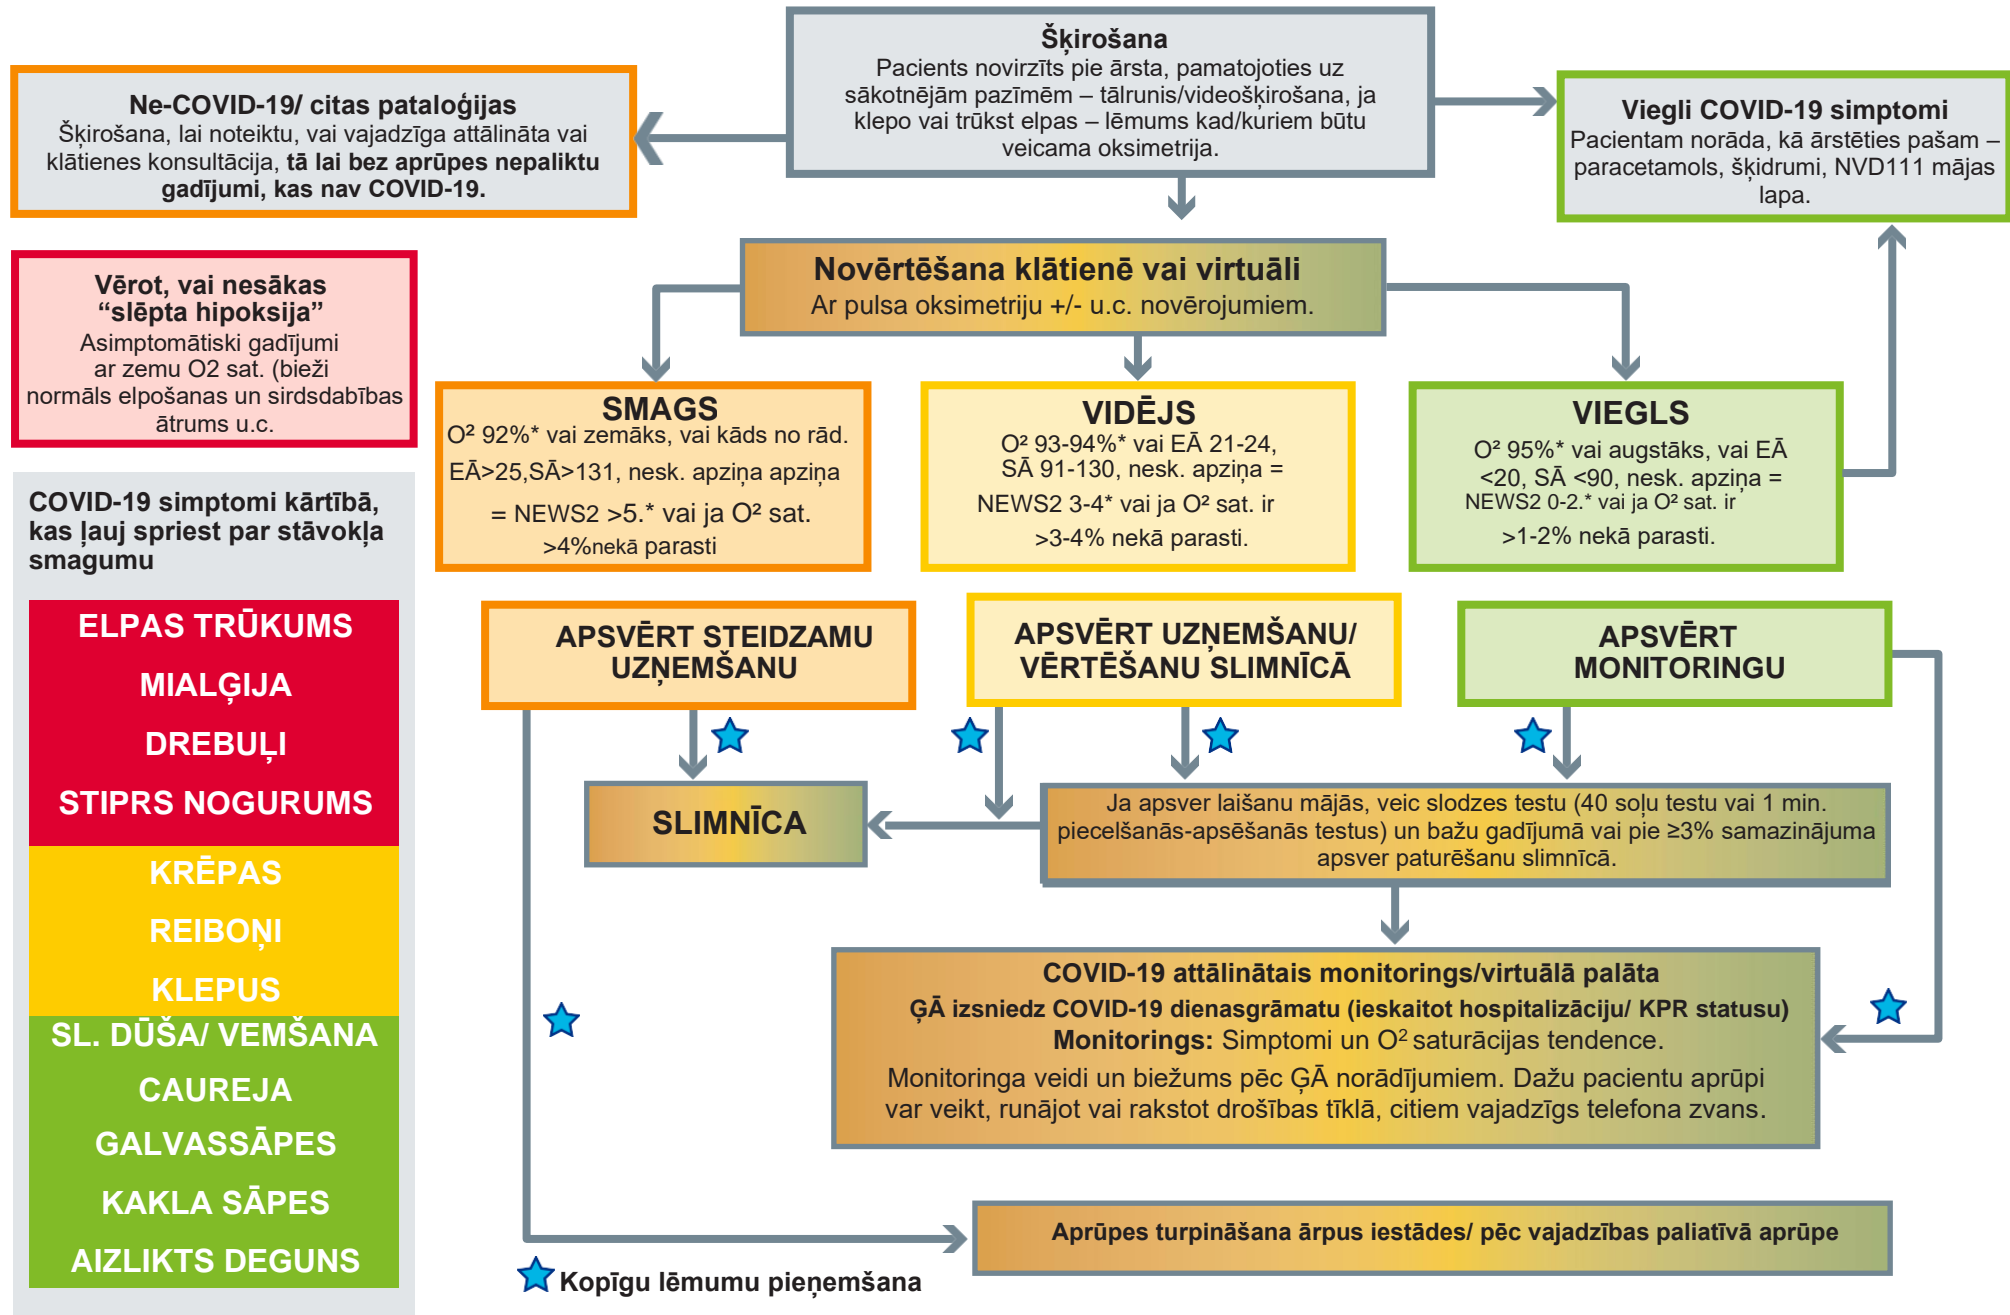 Šķirošana
Pacients novirzīts pie ārsta, pamatojoties uz
sākotnējām pazīmēm – tālrunis/videošķirošana, ja
klepo vai trūkst elpas – lēmums kad/kuriem būtu
veicama oksimetrija.
Ne-COVID-19/ citas pataloģijas
Šķirošana, lai noteiktu, vai vajadzīga attālināta vai
klātienes konsultācija, tā lai bez aprūpes nepaliktu
gadījumi, kas nav COVID-19.
Viegli COVID-19 simptomi
Pacientam norāda, kā ārstēties pašam –
paracetamols, šķidrumi, NVD111 mājas
lapa.
Vērot, vai nesākas
“slēpta hipoksija”
Asimptomātiski gadījumi
ar zemu O2 sat. (bieži
normāls elpošanas un sirdsdabības
ātrums u.c.
Novērtēšana klātienē vai virtuāli
Ar pulsa oksimetriju +/- u.c. novērojumiem.
SMAGS
O² 92%* vai zemāks, vai kāds no rād.
EĀ>25,SĀ>131, nesk. apziņa apziņa
= NEWS2 >5.* vai ja O² sat.
>4%nekā parasti
VIDĒJS
O² 93-94%* vai EĀ 21-24,
SĀ 91-130, nesk. apziņa =
NEWS2 3-4* vai ja O² sat. ir
>3-4% nekā parasti.
VIEGLS
O² 95%* vai augstāks, vai EĀ
<20, SĀ <90, nesk. apziņa =
NEWS2 0-2.* vai ja O² sat. ir
>1-2% nekā parasti.
COVID-19 simptomi kārtībā,
kas ļauj spriest par stāvokļa
smagumu
ELPAS TRŪKUMS
MIALĢIJA
DREBUĻI
STIPRS NOGURUMS
KRĒPAS
REIBOŅI
KLEPUS
SL. DŪŠA/ VEMŠANA
CAUREJA
GALVASSĀPES
KAKLA SĀPES
AIZLIKTS DEGUNS
APSVĒRT STEIDZAMU
UZŅEMŠANU
APSVĒRT UZŅEMŠANU/
VĒRTĒŠANU SLIMNĪCĀ
APSVĒRT
MONITORINGU
SLIMNĪCA
Ja apsver laišanu mājās, veic slodzes testu (40 soļu testu vai 1 min.
piecelšanās-apsēšanās testus) un bažu gadījumā vai pie ≥3% samazinājuma
apsver paturēšanu slimnīcā.
COVID-19 attālinātais monitorings/virtuālā palāta
ĢĀ izsniedz COVID-19 dienasgrāmatu (ieskaitot hospitalizāciju/ KPR statusu)
Monitorings: Simptomi un O² saturācijas tendence.
Monitoringa veidi un biežums pēc ĢĀ norādījumiem. Dažu pacientu aprūpi
var veikt, runājot vai rakstot drošības tīklā, citiem vajadzīgs telefona zvans.
Aprūpes turpināšana ārpus iestādes/ pēc vajadzības paliatīvā aprūpe
Kopīgu lēmumu pieņemšana